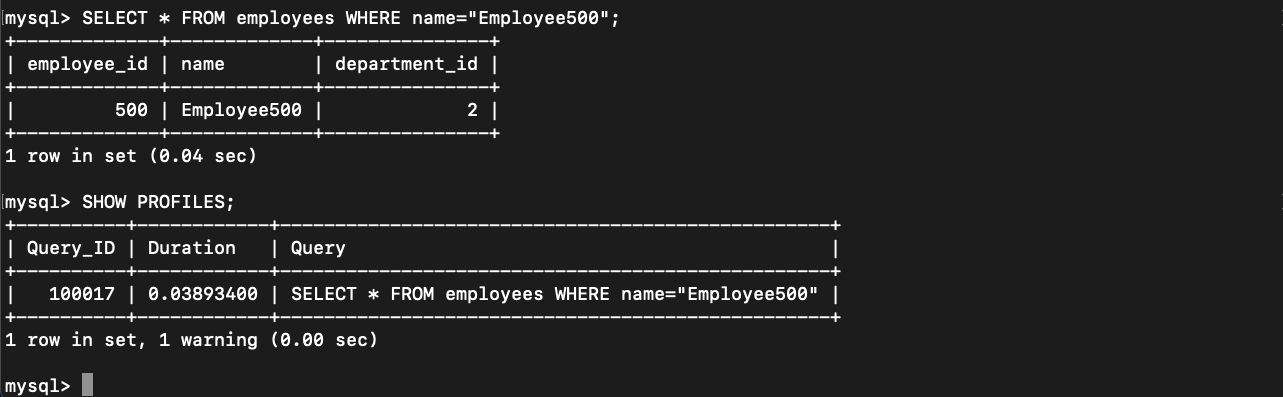 mysql> SELECT * FROM employees WHERE name="Employee500";
+-------------+-------------+---------------+
| employee_id | name        | department_id |
+-------------+-------------+---------------+
|         500 | Employee500 |             2 |
+-------------+-------------+---------------+
1 row in set (0.04 sec)

mysql> SHOW PROFILES;
+----------+------------+--------------------------------------------------+
| Query_ID | Duration   | Query                                            |
+----------+------------+--------------------------------------------------+
|   100017 | 0.03893400 | SELECT * FROM employees WHERE name="Employee500" |
+----------+------------+--------------------------------------------------+
1 row in set, 1 warning (0.00 sec)

mysql>